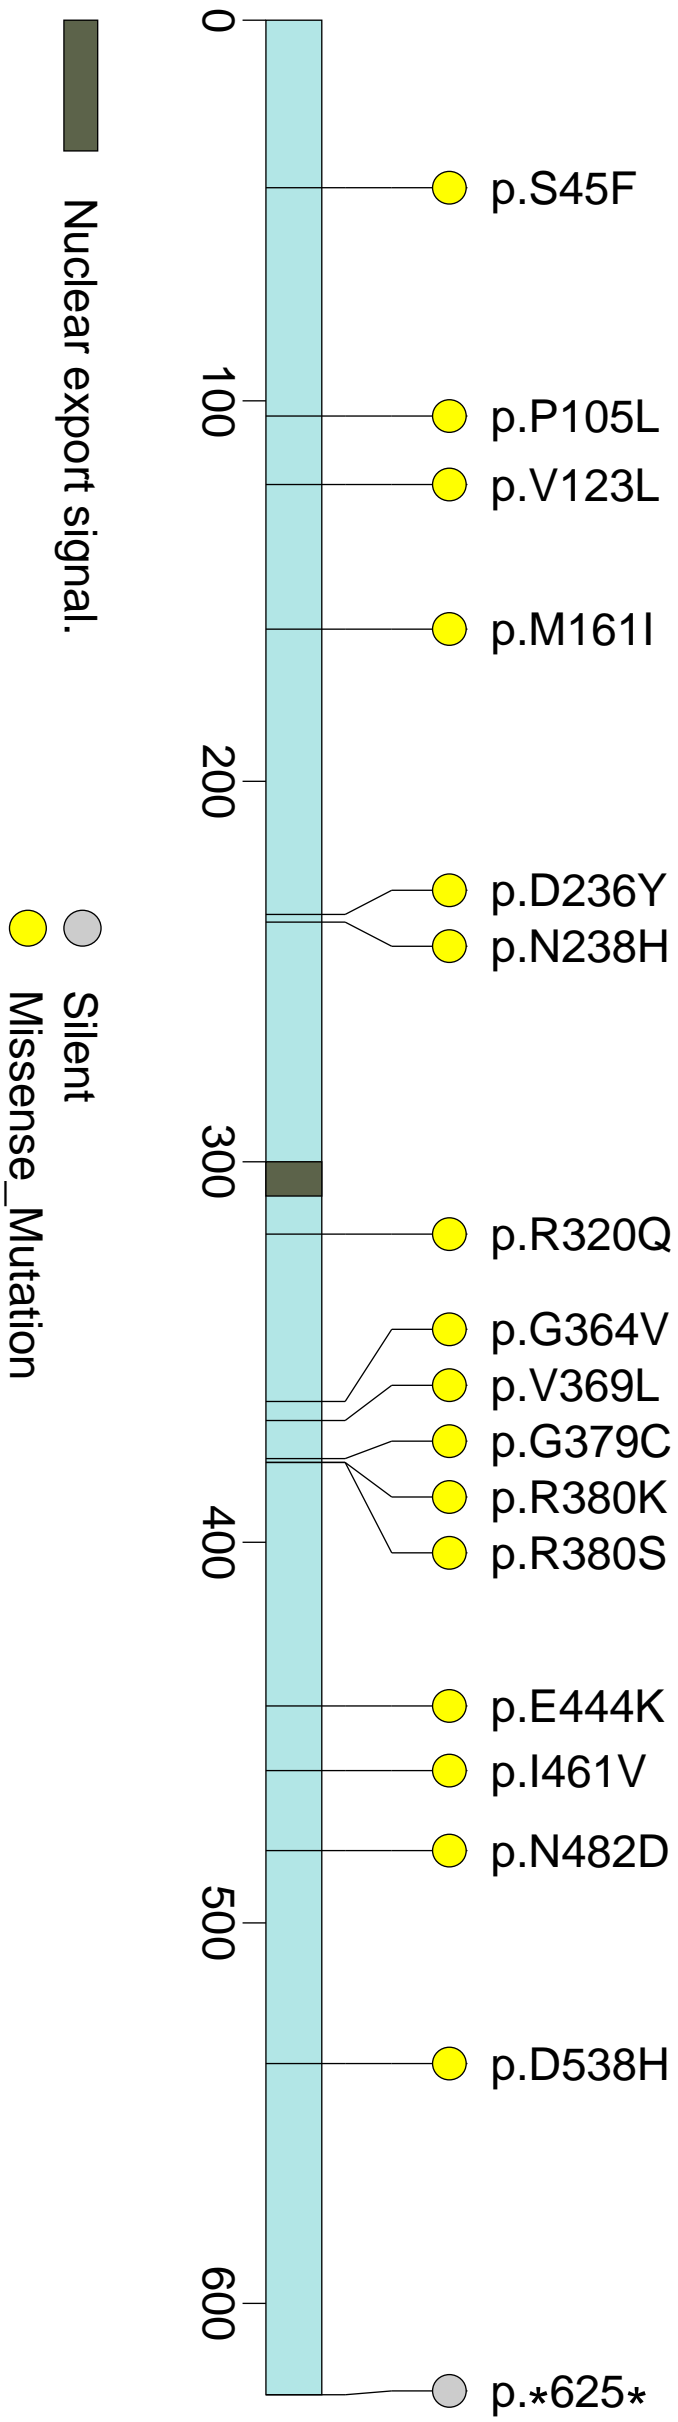 p.S45F
p.P105L
p.V123L
p.M161I
p.D236Y
p.N238H
p.R320Q
p.G364V
p.V369L
p.G379C
p.R380K
p.R380S
p.E444K
p.I461V
p.N482D
p.D538H
p.*625*
0
100
200
300
400
500
600
Nuclear export signal.
Silent
Missense_Mutation